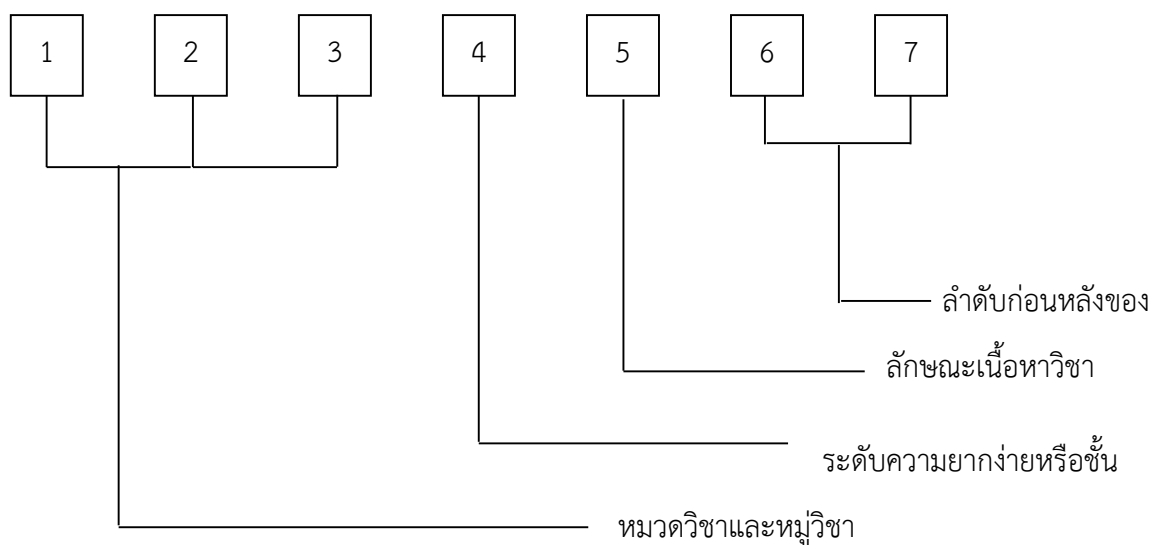 1 2 3 4 5 6 7
ลำดับก่อนหลังของ
ลักษณะเนื้อหาวิชา
ระดับความยากง่ายหรือชั้น
หมวดวิชาและหมู่วิชา